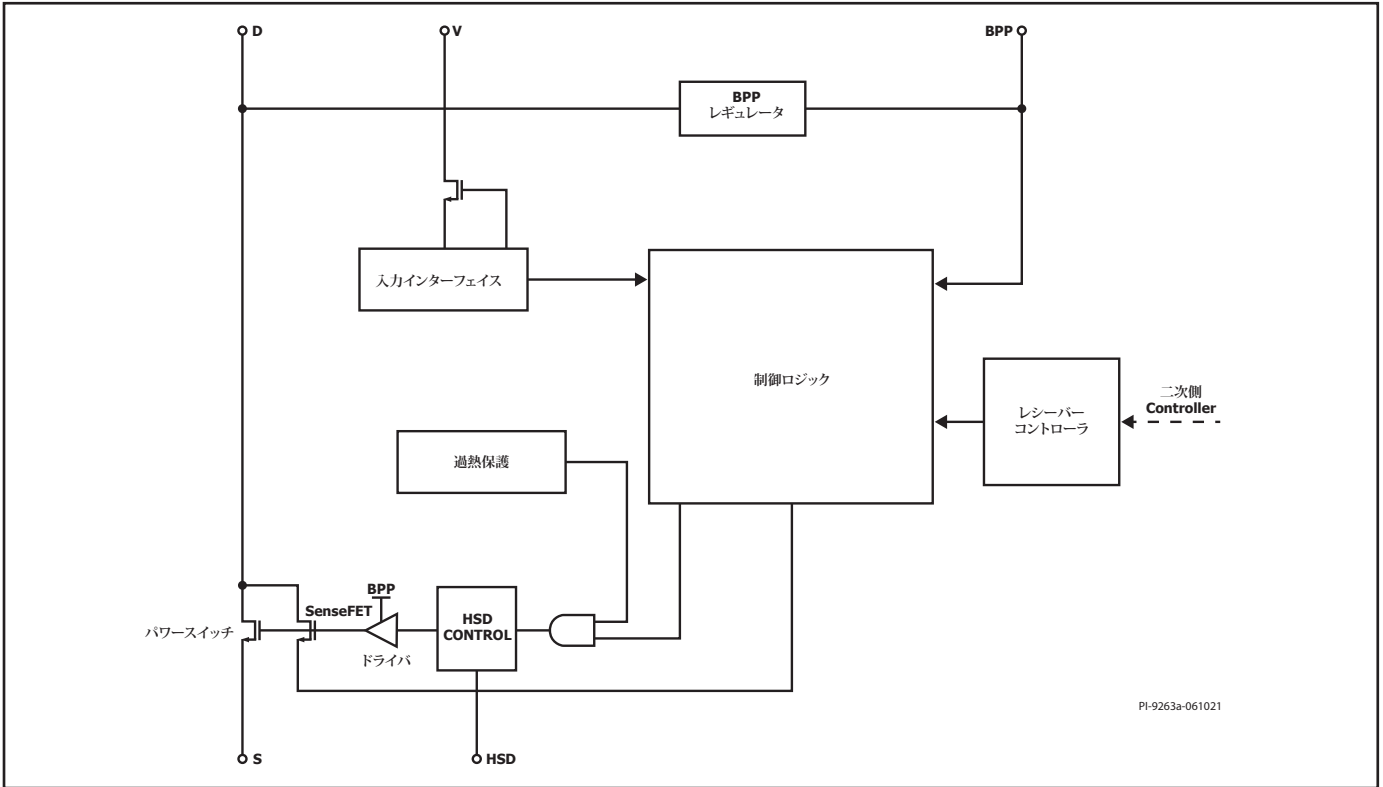 D
V
BPP
BPP
レギュレータ
入力インターフェイス
制御ロジック
二次側
Controller
レシーバー
コントローラ
過熱保護
BPP
SenseFET
HSD
CONTROL
パワースイッチ
ドライバ
PI-9263a-061021
S
HSD